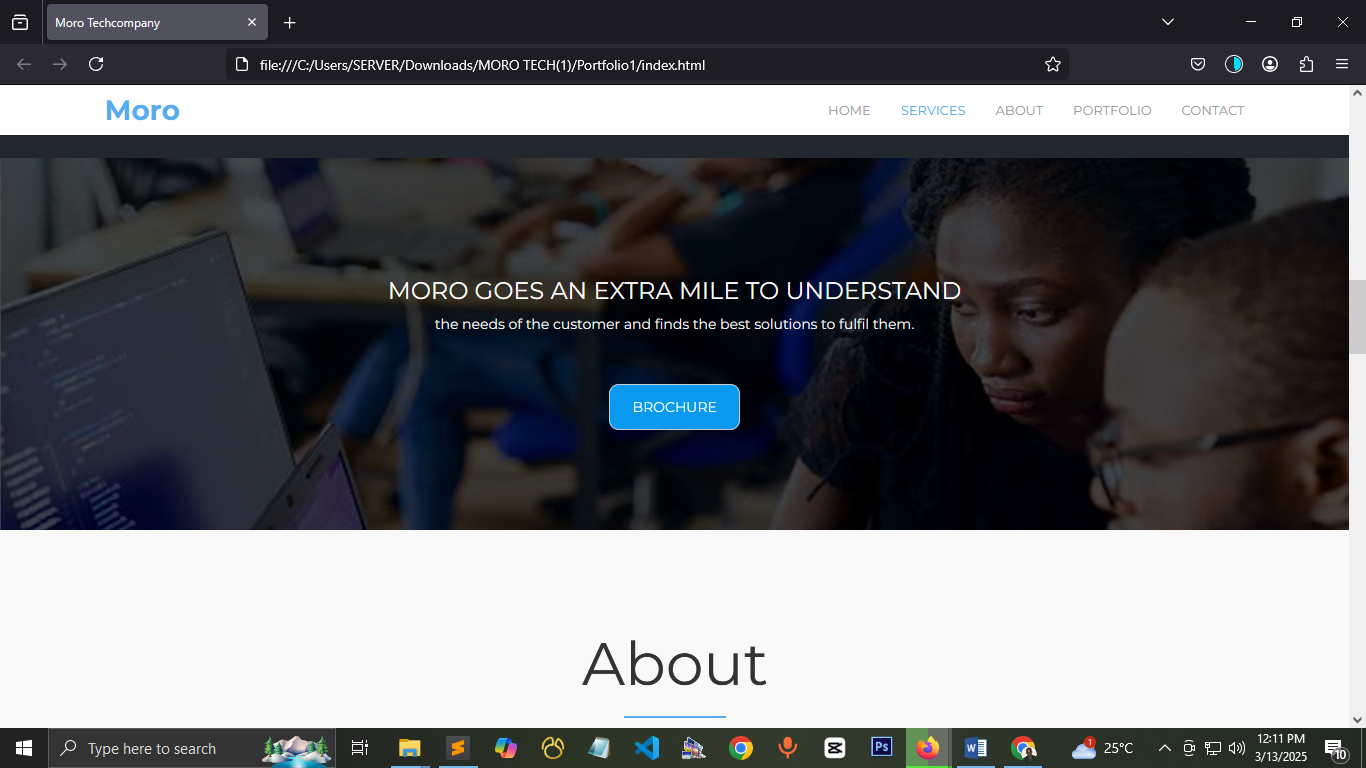 Moro Techcompany
file:///C:/Users/SERVER/Downloads/MORO TECH(1)/Portfolio1/index.html
Moro
HOME SERVICES ABOUT PORTFOLIO CONTACT
MORO GOES AN EXTRA MILE TO UNDERSTAND
the needs of the customer and finds the best solutions to fulfil them.
BROCHURE
About
Type here to search
Ps
1
25°C
12:11 PM
3/13/2025
10